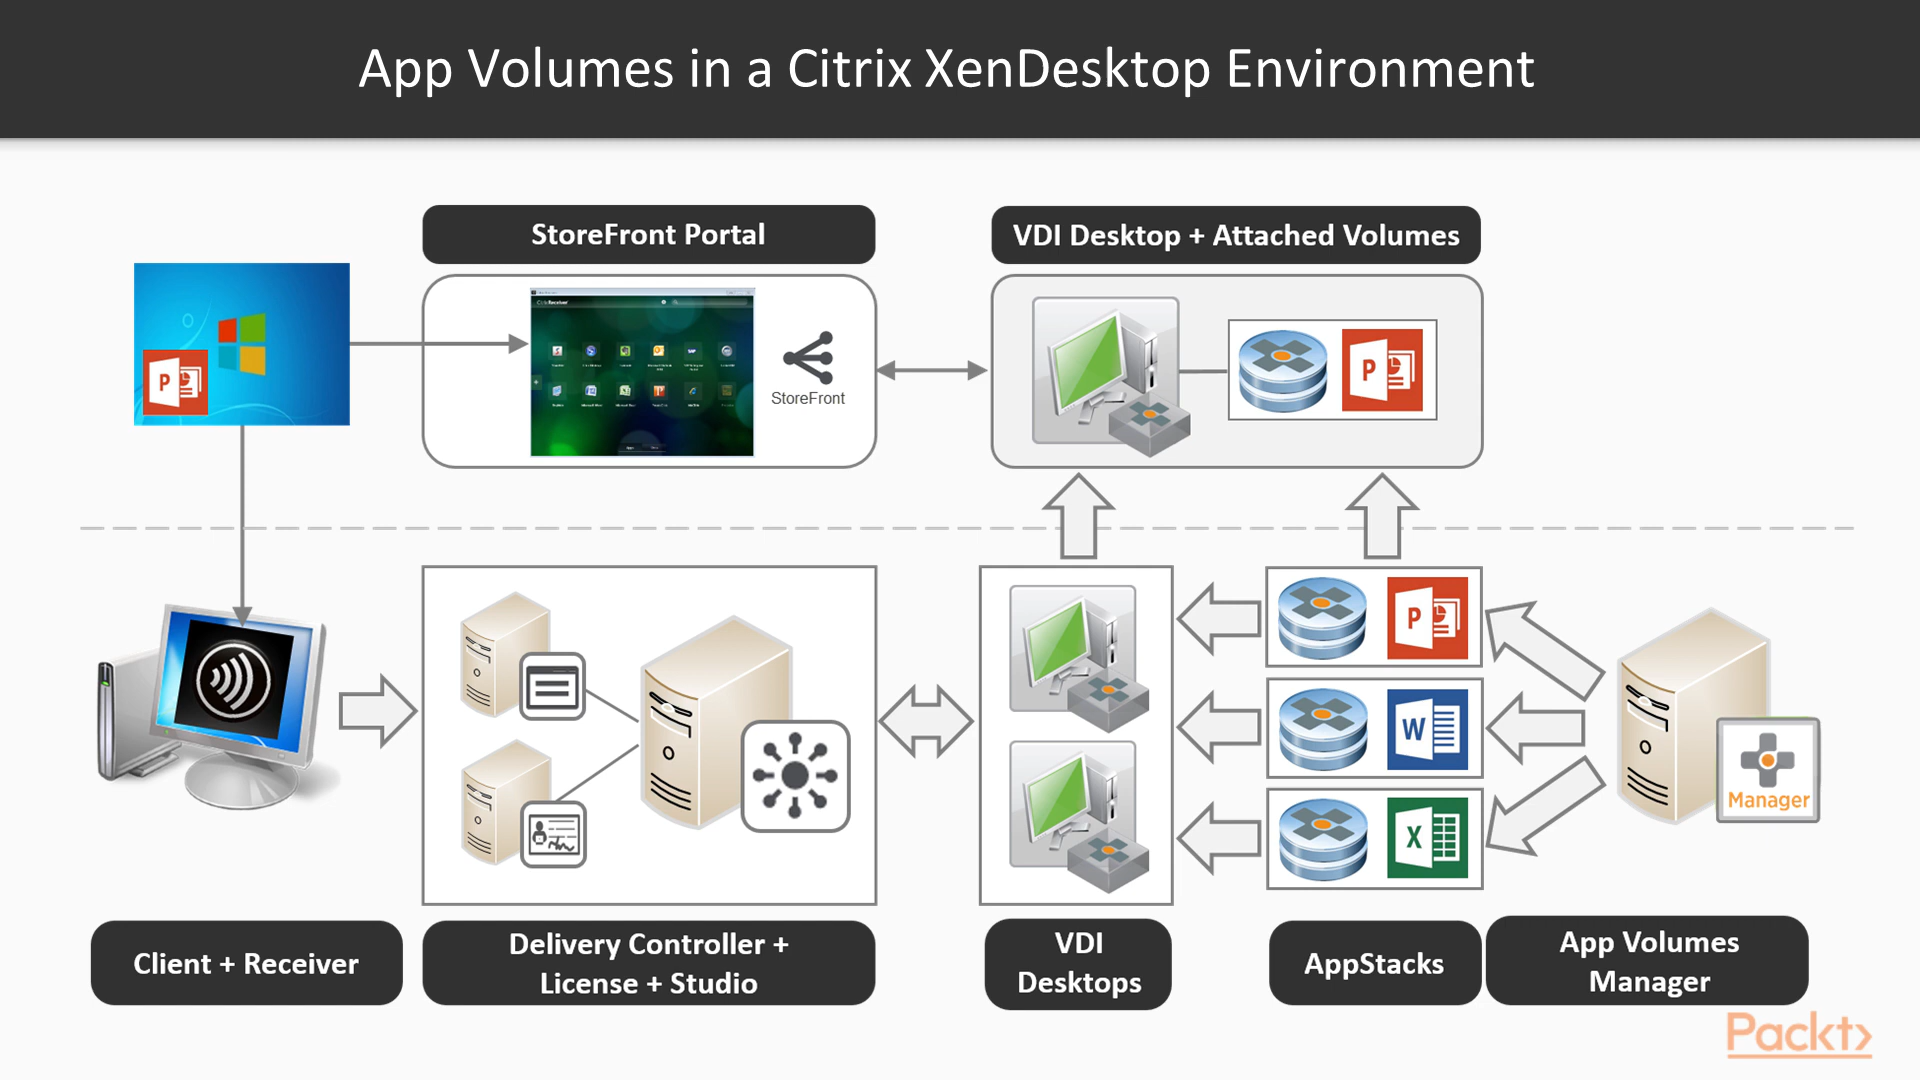 App Volumes in a Citrix XenDesktop Environment
StoreFront Portal
VDI Desktop + Attached Volumes
P
StoreFront
P
P
W
X
Manager
Client + Receiver
Delivery Controller +
License + Studio
VDI
Desktops
AppStacks
App Volumes
Manager
Packt